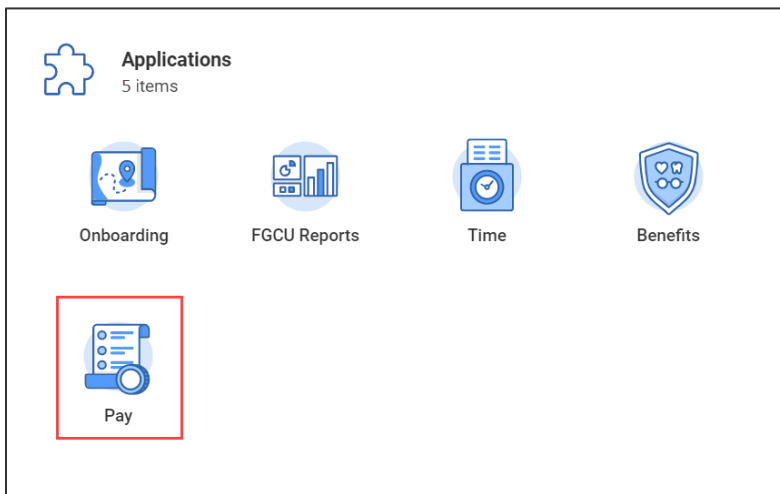 Applications
5 items
Onboarding
FGCU Reports
Time
Benefits
Pay